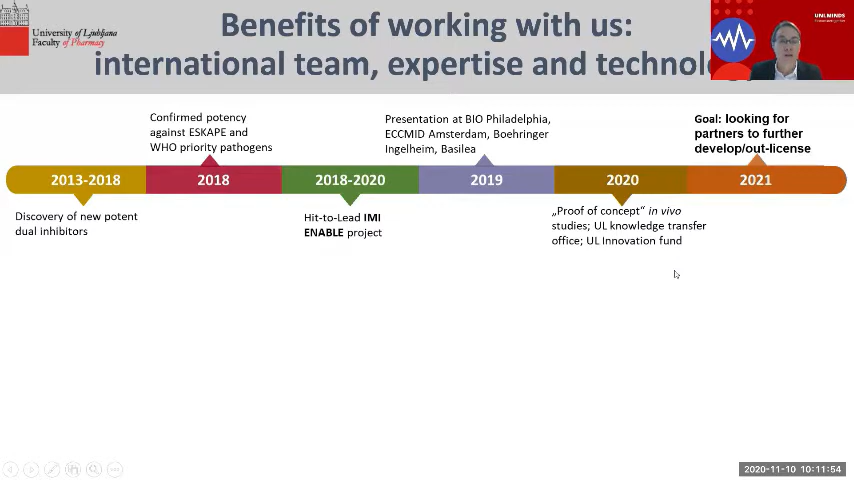 University of Ljubljana
Faculty of Pharmacy
Benefits of working with us:
international team, expertise and technol
UNI.MINDS
Confirmed potency
against ESKAPE and
WHO priority pathogens
Presentation at BIO Philadelphia,
ECCMID Amsterdam, Boehringer
Ingelheim, Basilea
Goal: looking for
partners to further
develop/out-license
2013-2018
2018
2018-2020
2019
2020
2021
Discovery of new potent
dual inhibitors
Hit-to-Lead IMI
ENABLE project
„Proof of concept“ in vivo
studies; UL knowledge transfer
office; UL Innovation fund
2020-11-10 10:11:54